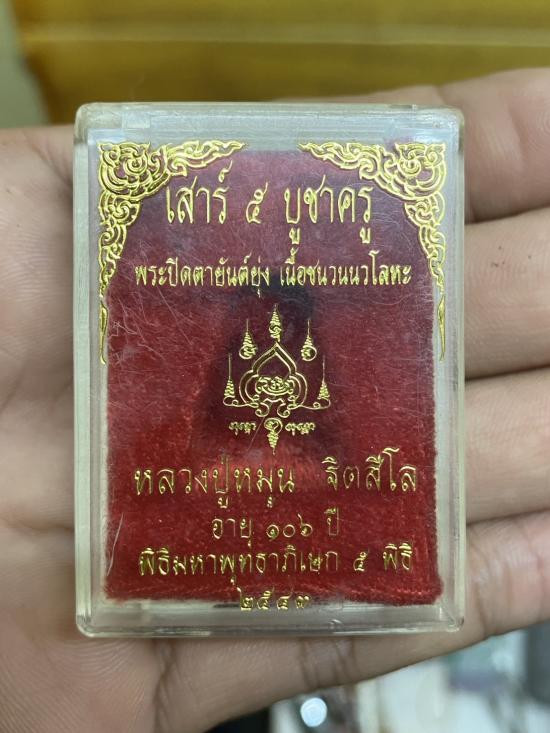 เสาร์ ๕ บูชาครู
พระปิดตายันต์ยุ่ง เนื้อชนวนนวโลหะ
หลวงปู่หมุน ฐิตสีโล
อายุ ๑๐๖ ปี
พิธีมหาพุทธาภิเษก ๕ พิธี
๒๕๔๓